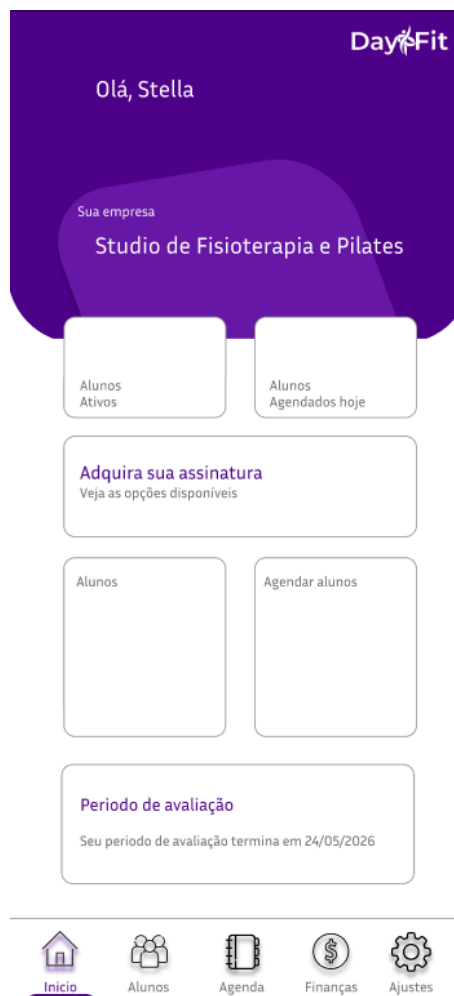 DayFit
Olá, Stella
Sua empresa
Studio de Fisioterapia e Pilates
Alunos
Ativos
Alunos
Agendados hoje
Adquira sua assinatura
Veja as opções disponíveis
Alunos
Agendar alunos
Periodo de avaliação
Seu periodo de avaliação termina em 24/05/2026
Inicio
Alunos
Agenda
Finanças
Ajustes